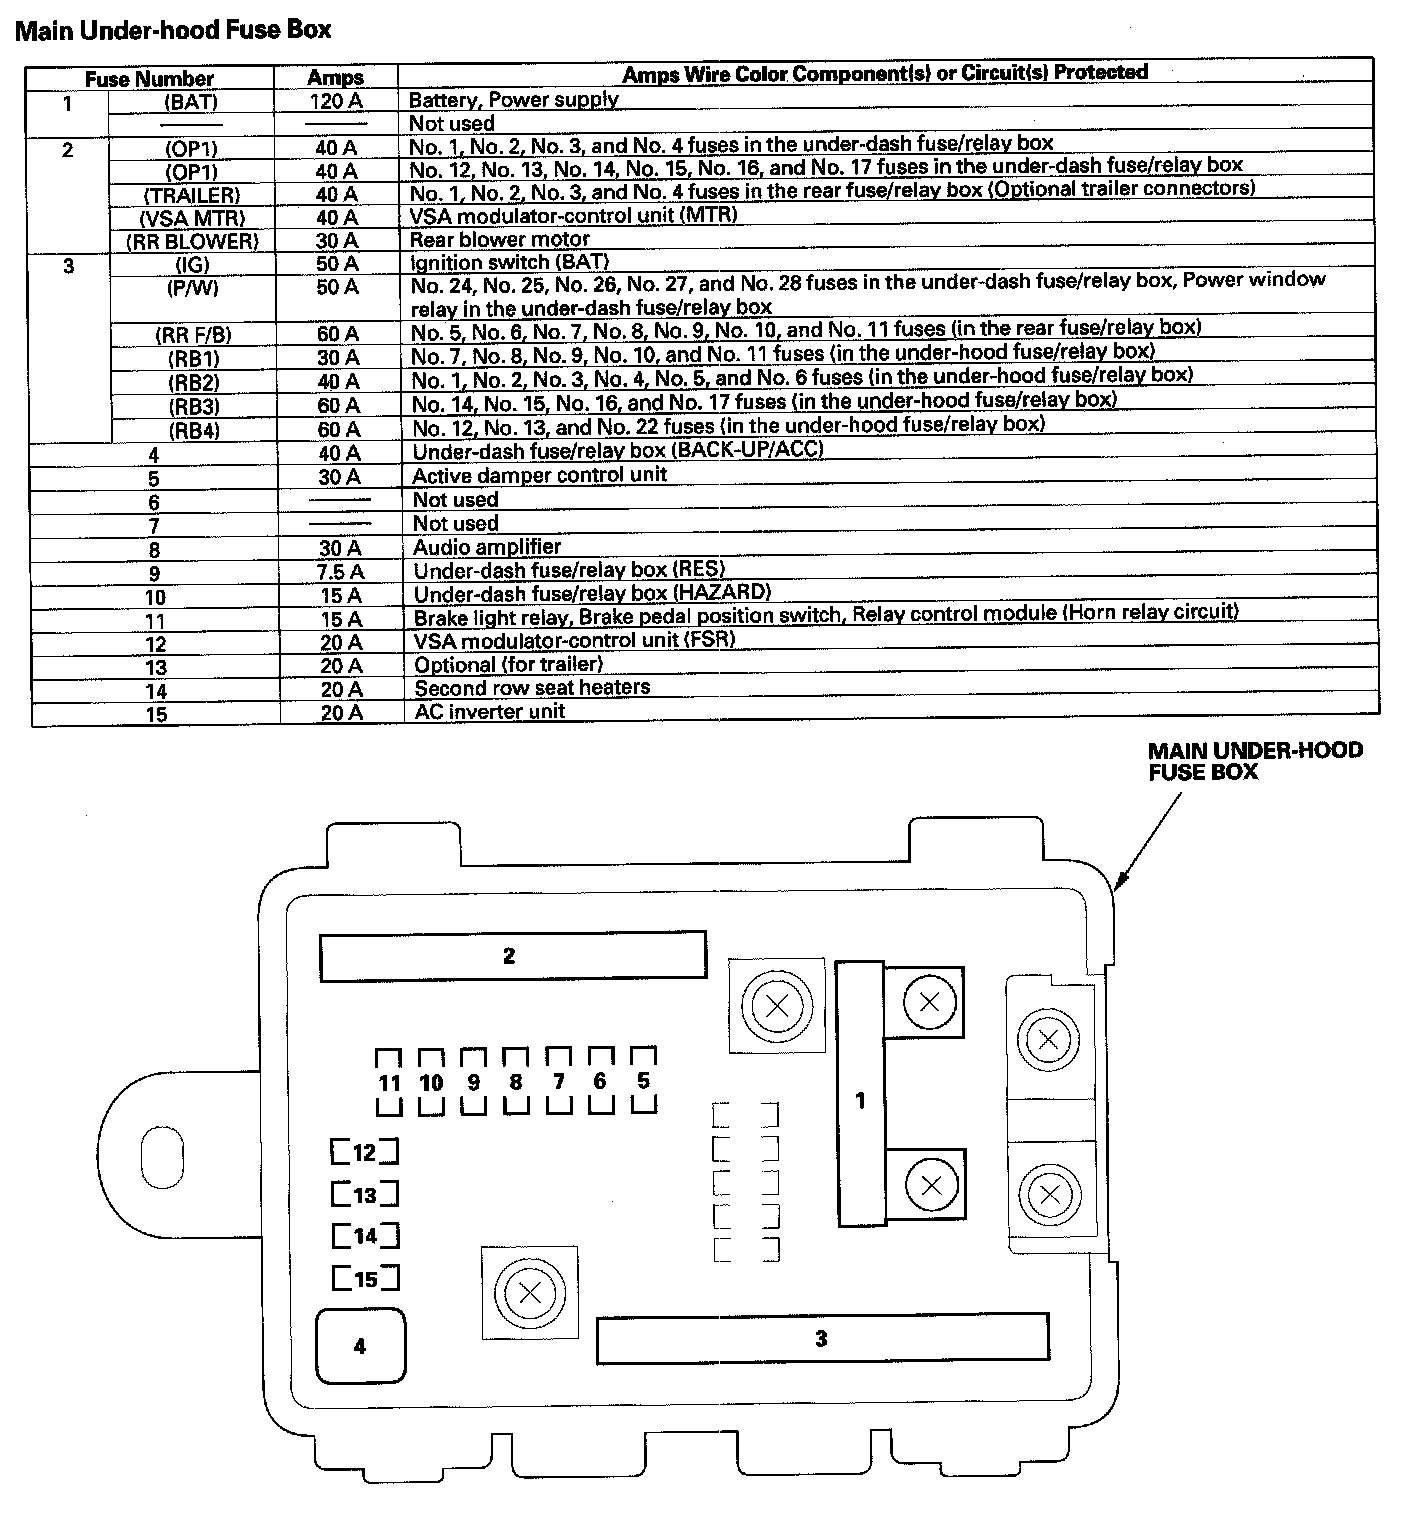 Main Under-hood Fuse Box
Fuse Number Amps Amps Wire Color Component(s) or Circuit(s) Protected
1 (BAT) 120 A Battery, Power supply
Not used
2 (OP1) 40 A No. 1, No. 2, No. 3, and No. 4 fuses in the under-dash fuse/relay box
(OP1) 40 A No. 12, No. 13, No. 14, No. 15, No. 16, and No. 17 fuses in the under-dash fuse/relay box
(TRAILER) 40 A No. 1, No. 2, No. 3, and No. 4 fuses in the rear fuse/relay box (Optional trailer connectors)
(VSA MTR) 40 A VSA modulator-control unit (MTR)
(RR BLOWER) 30 A Rear blower motor
3 (IG) 50 A Ignition switch (BAT)
(P/W) 50 A No. 24, No. 25, No. 26, No. 27, and No. 28 fuses in the under-dash fuse/relay box, Power window
relay in the under-dash fuse/relay box
(RR F/B) 60 A No. 5, No. 6, No. 7, No. 8, No. 9, No. 10, and No. 11 fuses (in the rear fuse/relay box)
(RB1) 30 A No. 7, No. 8, No. 9, No. 10, and No. 11 fuses (in the under-hood fuse/relay box)
(RB2) 40 A No. 1, No. 2, No. 3, No. 4, No. 5, and No. 6 fuses (in the under-hood fuse/relay box)
(RB3) 60 A No. 14, No. 15, No. 16, and No. 17 fuses (in the under-hood fuse/relay box)
(RB4) 60 A No. 12, No. 13, and No. 22 fuses (in the under-hood fuse/relay box)
4 40 A Under-dash fuse/relay box (BACK-UP/ACC)
5 30 A Active damper control unit
6 Not used
7 Not used
8 30 A Audio amplifier
9 7.5 A Under-dash fuse/relay box (RES)
10 15 A Under-dash fuse/relay box (HAZARD)
11 15 A Brake light relay, Brake pedal position switch, Relay control module (Horn relay circuit)
12 20 A VSA modulator-control unit (FSR)
13 20 A Optional (for trailer)
14 20 A Second row seat heaters
15 20 A AC inverter unit
MAIN UNDER-HOOD
FUSE BOX
2
11 10 9 8 7 6 5
1
12
13
14
15
4
3